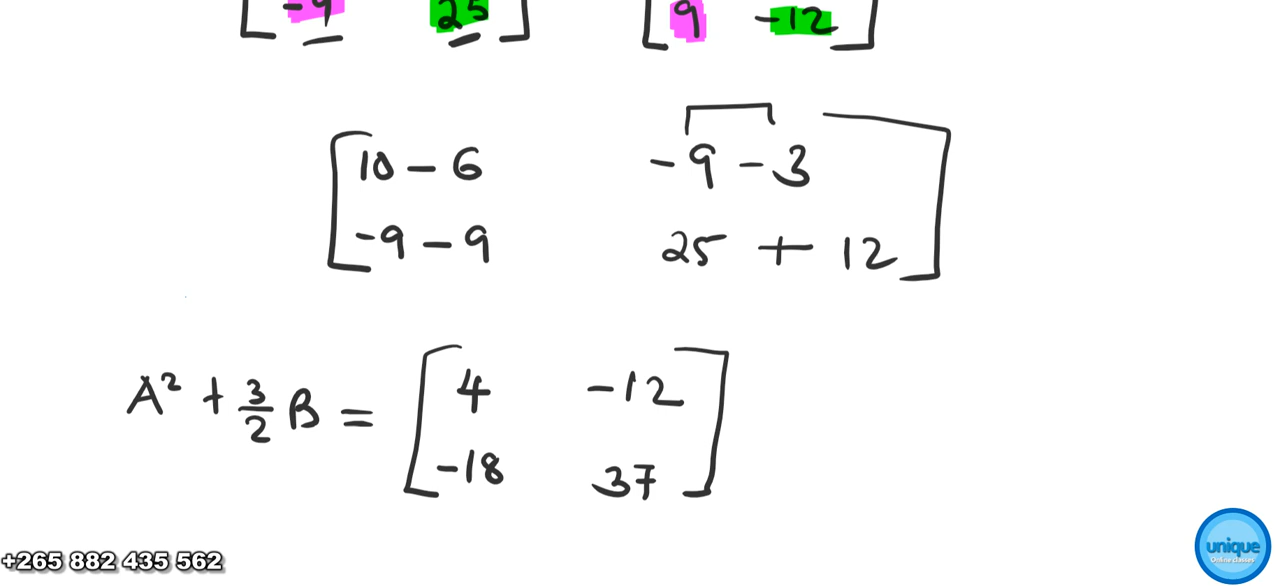 -9 25 9 -12
10 - 6 -9 - 3
-9 - 9 25 + 12
A² + 3/2 B = 4 -12
-18 37
+265 882 435 562
unique
Online classes